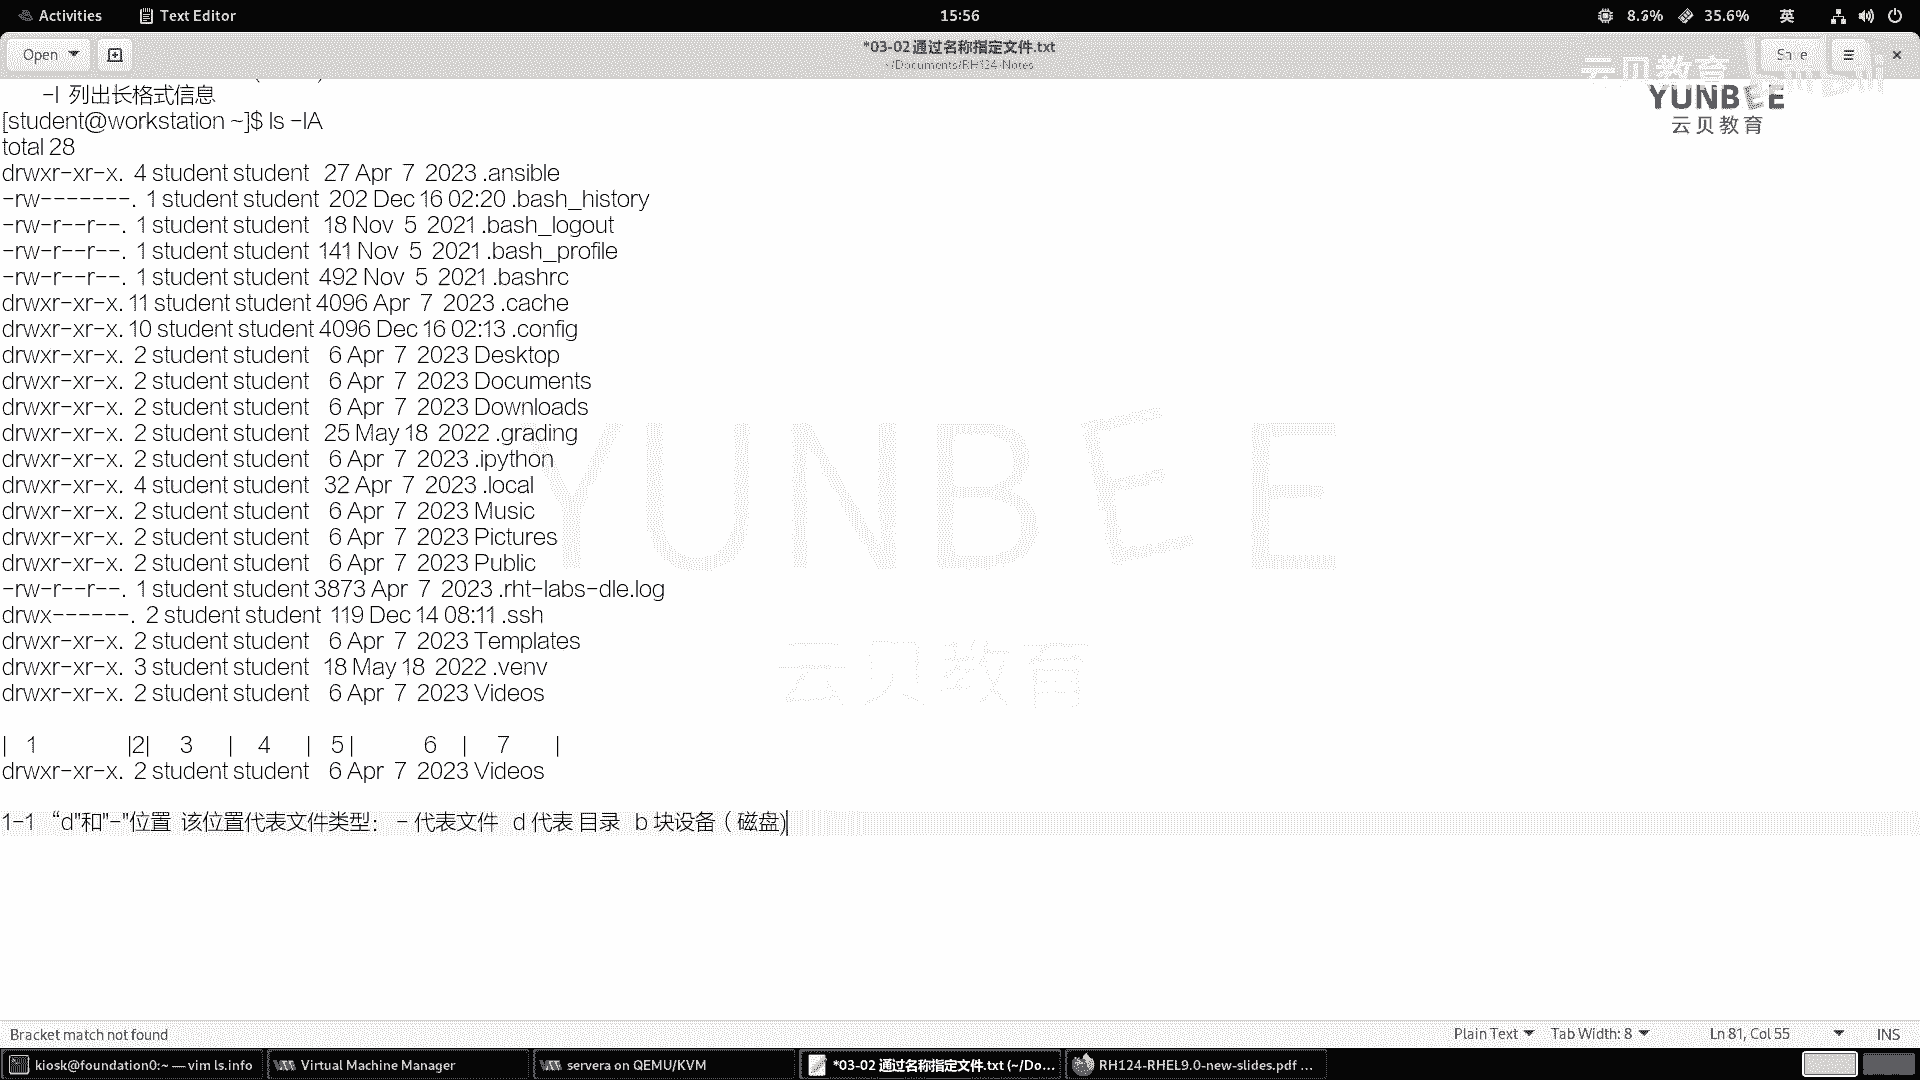 Activities Text Editor 15:56 8.6% 35.6% 英
Open *03-02 通过名称指定文件.txt Save
~/Documents/RH124-Notes
云贝教育 bilibili
YUNBEE
云贝教育
-l 列出长格式信息
[student@workstation ~]$ ls -lA
total 28
drwxr-xr-x. 4 student student 27 Apr 7 2023 .ansible
-rw-------. 1 student student 202 Dec 16 02:20 .bash_history
-rw-r--r--. 1 student student 18 Nov 5 2021 .bash_logout
-rw-r--r--. 1 student student 141 Nov 5 2021 .bash_profile
-rw-r--r--. 1 student student 492 Nov 5 2021 .bashrc
drwxr-xr-x. 11 student student 4096 Apr 7 2023 .cache
drwxr-xr-x. 10 student student 4096 Dec 16 02:13 .config
drwxr-xr-x. 2 student student 6 Apr 7 2023 Desktop
drwxr-xr-x. 2 student student 6 Apr 7 2023 Documents
drwxr-xr-x. 2 student student 6 Apr 7 2023 Downloads
drwxr-xr-x. 2 student student 25 May 18 2022 .grading
drwxr-xr-x. 2 student student 6 Apr 7 2023 .ipython
drwxr-xr-x. 4 student student 32 Apr 7 2023 .local
drwxr-xr-x. 2 student student 6 Apr 7 2023 Music
drwxr-xr-x. 2 student student 6 Apr 7 2023 Pictures
drwxr-xr-x. 2 student student 6 Apr 7 2023 Public
-rw-r--r--. 1 student student 3873 Apr 7 2023 .rht-labs-dle.log
drwx------. 2 student student 119 Dec 14 08:11 .ssh
drwxr-xr-x. 2 student student 6 Apr 7 2023 Templates
drwxr-xr-x. 3 student student 18 May 18 2022 .venv
drwxr-xr-x. 2 student student 6 Apr 7 2023 Videos
YUNBEE
云贝教育
| 1 |2| 3 | 4 | 5 | 6 | 7 |
drwxr-xr-x. 2 student student 6 Apr 7 2023 Videos
1-1 “d"和"-"位置 该位置代表文件类型： - 代表文件 d 代表 目录 b 块设备（ 磁盘)
Bracket match not found Plain Text Tab Width: 8 Ln 81, Col 55 INS
kiosk@foundation0:~ — vim ls.info Virtual Machine Manager servera on QEMU/KVM *03-02 通过名称指定文件.txt (~/Do... RH124-RHEL9.0-new-slides.pdf ...